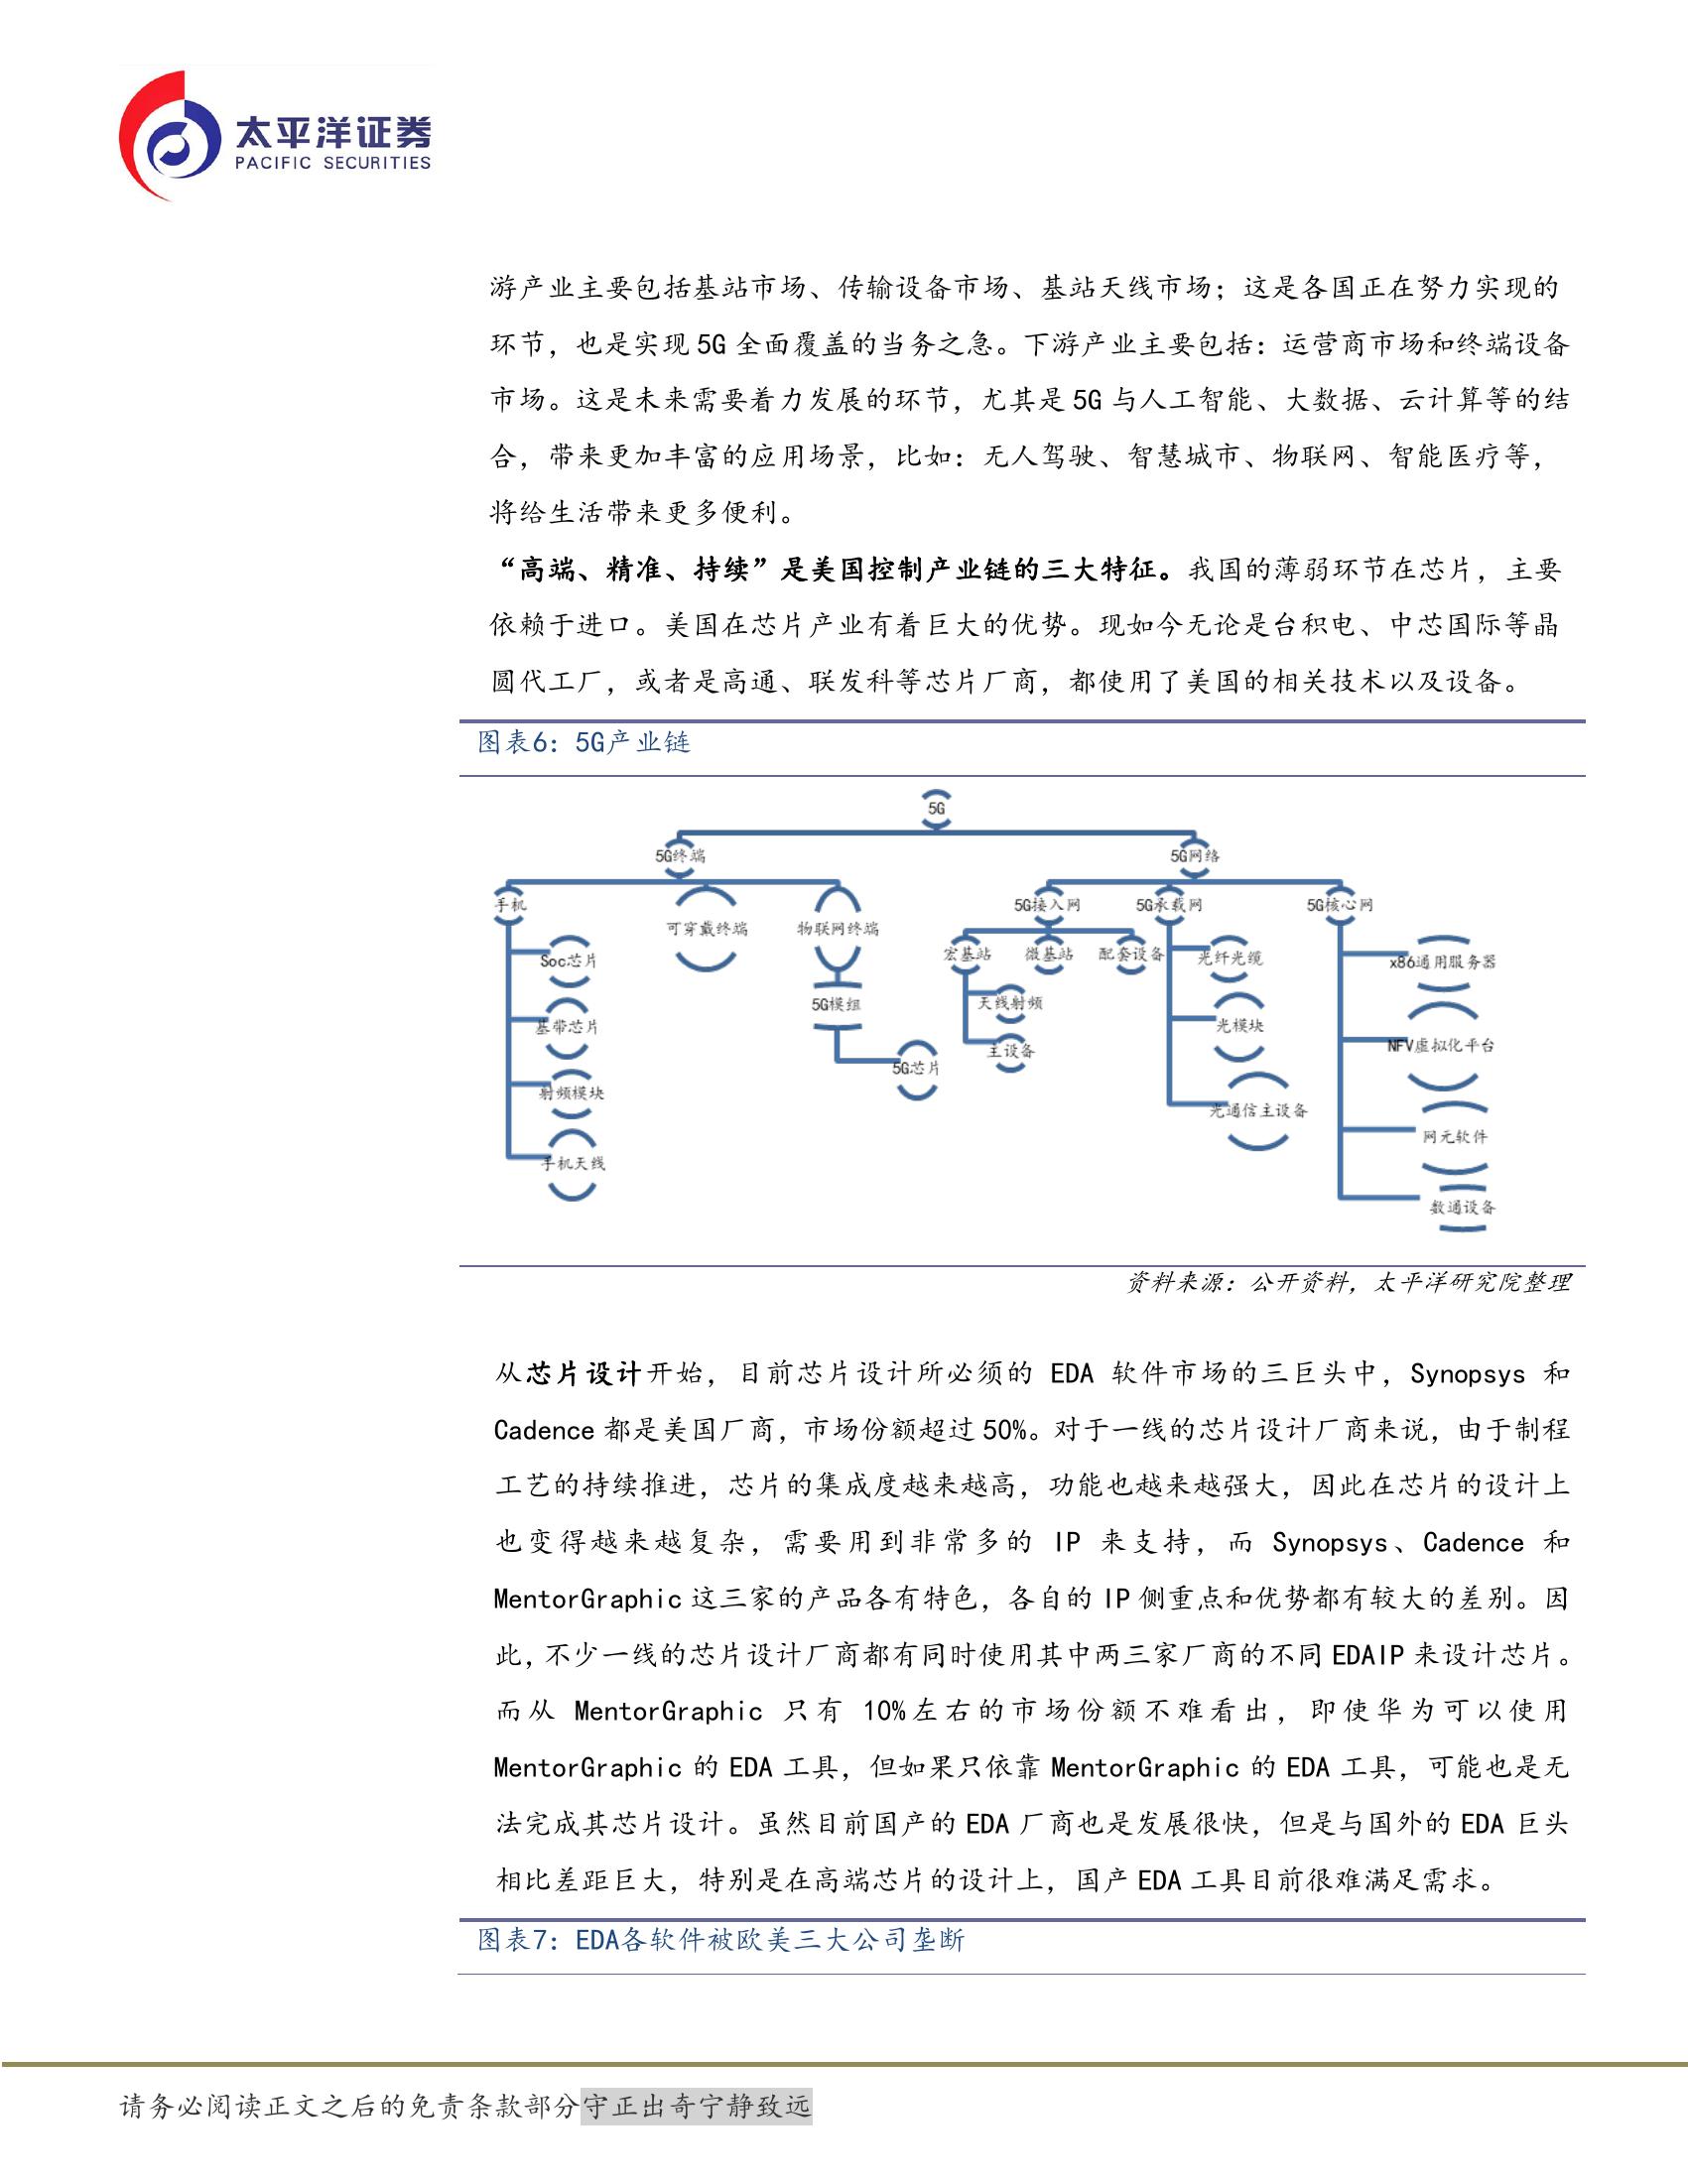 太平洋证券
PACIFIC SECURITIES
游产业主要包括基站市场、传输设备市场、基站天线市场；这是各国正在努力实现的
环节，也是实现 5G 全面覆盖的当务之急。下游产业主要包括：运营商市场和终端设备
市场。这是未来需要着力发展的环节，尤其是 5G 与人工智能、大数据、云计算等的结
合，带来更加丰富的应用场景，比如：无人驾驶、智慧城市、物联网、智能医疗等，
将给生活带来更多便利。
“高端、精准、持续”是美国控制产业链的三大特征。我国的薄弱环节在芯片，主要
依赖于进口。美国在芯片产业有着巨大的优势。现如今无论是台积电、中芯国际等晶
圆代工厂，或者是高通、联发科等芯片厂商，都使用了美国的相关技术以及设备。
图表6：5G产业链
5G
5G终端
5G网络
手机
可穿戴终端
物联网终端
5G接入网
5G承载网
5G核心网
Soc芯片
基带芯片
射频模块
手机天线
5G模组
5G芯片
宏基站
微基站
配套设备
天线射频
主设备
光纤光缆
光模块
光通信主设备
x86通用服务器
NFV虚拟化平台
网元软件
数通设备
资料来源：公开资料，太平洋研究院整理
从芯片设计开始，目前芯片设计所必须的 EDA 软件市场的三巨头中，Synopsys 和
Cadence 都是美国厂商，市场份额超过 50%。对于一线的芯片设计厂商来说，由于制程
工艺的持续推进，芯片的集成度越来越高，功能也越来越强大，因此在芯片的设计上
也变得越来越复杂，需要用到非常多的 IP 来支持，而 Synopsys、Cadence 和
MentorGraphic 这三家的产品各有特色，各自的 IP 侧重点和优势都有较大的差别。因
此，不少一线的芯片设计厂商都有同时使用其中两三家厂商的不同 EDAIP 来设计芯片。
而从 MentorGraphic 只有 10%左右的市场份额不难看出，即使华为可以使用
MentorGraphic 的 EDA 工具，但如果只依靠 MentorGraphic 的 EDA 工具，可能也是无
法完成其芯片设计。虽然目前国产的 EDA 厂商也是发展很快，但是与国外的 EDA 巨头
相比差距巨大，特别是在高端芯片的设计上，国产 EDA 工具目前很难满足需求。
图表7：EDA各软件被欧美三大公司垄断
请务必阅读正文之后的免责条款部分守正出奇宁静致远